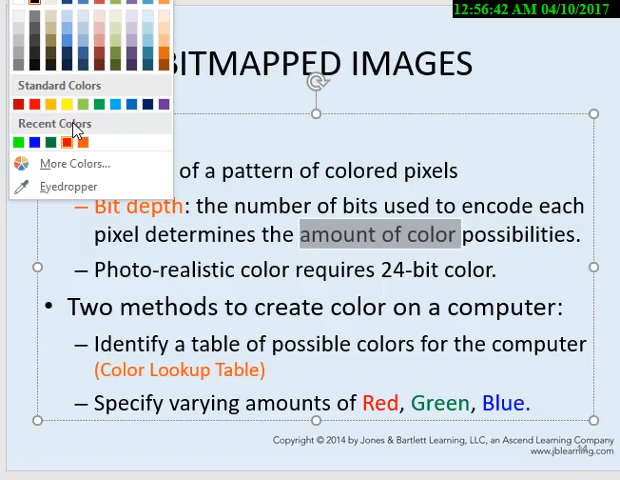 12:56:42 AM 04/10/2017
BITMAPPED IMAGES
Standard Colors
Recent Colors
More Colors...
Eyedropper
of a pattern of colored pixels
– Bit depth: the number of bits used to encode each
pixel determines the amount of color possibilities.
– Photo-realistic color requires 24-bit color.
• Two methods to create color on a computer:
– Identify a table of possible colors for the computer
(Color Lookup Table)
– Specify varying amounts of Red, Green, Blue.
Copyright © 2014 by Jones & Bartlett Learning, LLC, an Ascend Learning Company
www.jblearning.com
14